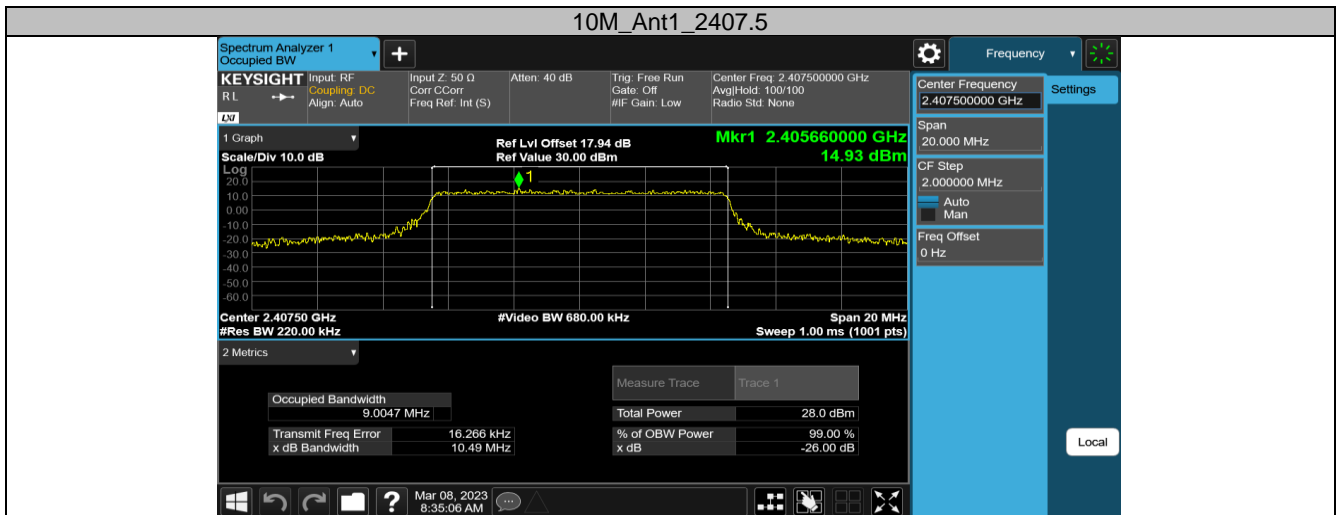 10M_Ant1_2407.5
Spectrum Analyzer 1
Occupied BW
+
Frequency
KEYSIGHT
RL
LXI
Input: RF
Coupling: DC
Align: Auto
Input Z: 50 Ω
Corr CCorr
Freq Ref: Int (S)
Atten: 40 dB
Trig: Free Run
Gate: Off
#IF Gain: Low
Center Freq: 2.407500000 GHz
Avg|Hold: 100/100
Radio Std: None
Center Frequency
2.407500000 GHz
Settings
Span
20.000 MHz
CF Step
2.000000 MHz
Auto
Man
Freq Offset
0 Hz
Local
1 Graph
Scale/Div 10.0 dB
Ref Lvl Offset 17.94 dB
Ref Value 30.00 dBm
Mkr1 2.405660000 GHz
14.93 dBm
Log
20.0
10.0
0.00
-10.0
-20.0
-30.0
-40.0
-50.0
-60.0
1
Center 2.40750 GHz
#Res BW 220.00 kHz
#Video BW 680.00 kHz
Span 20 MHz
Sweep 1.00 ms (1001 pts)
2 Metrics
Measure Trace Trace 1
Occupied Bandwidth
9.0047 MHz
Total Power 28.0 dBm
Transmit Freq Error 16.266 kHz
% of OBW Power 99.00 %
x dB Bandwidth 10.49 MHz
x dB -26.00 dB
?
Mar 08, 2023
8:35:06 AM